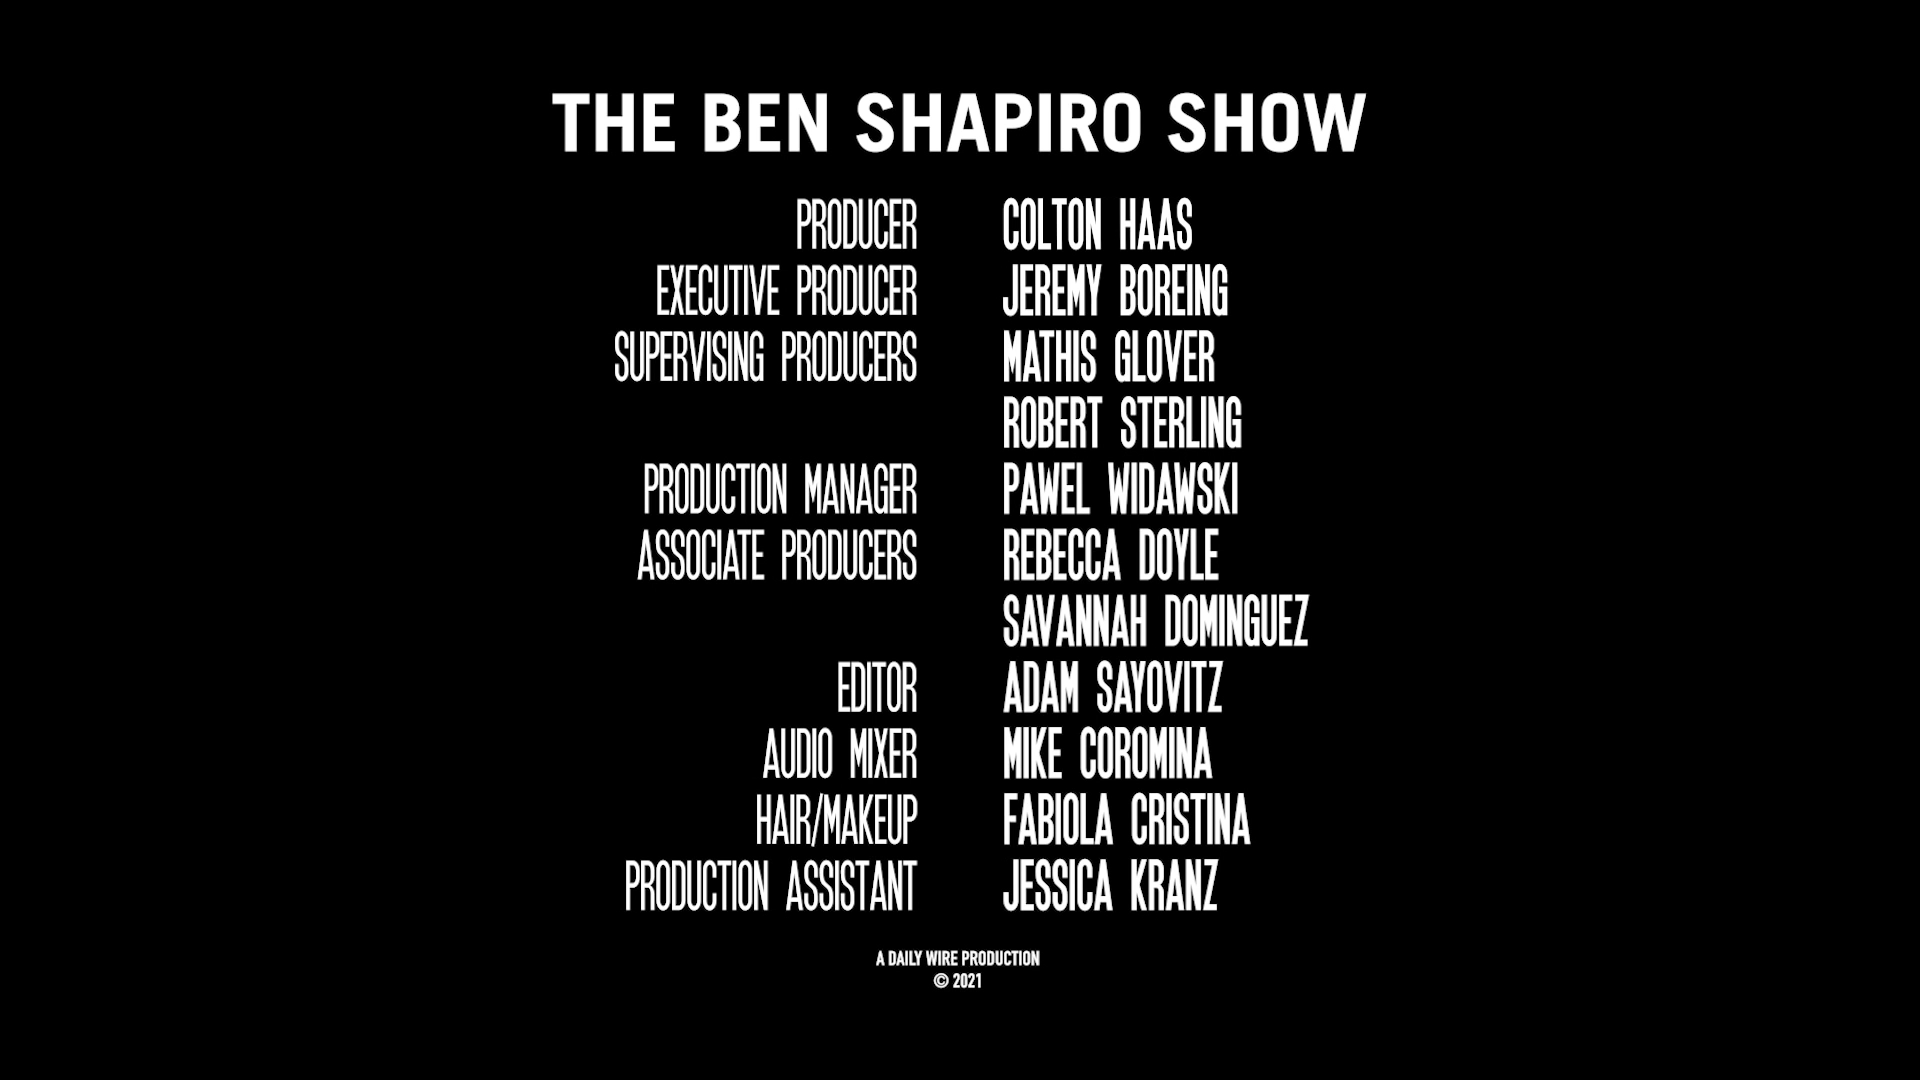 THE BEN SHAPIRO SHOW
PRODUCER COLTON HAAS
EXECUTIVE PRODUCER JEREMY BOREING
SUPERVISING PRODUCERS MATHIS GLOVER
ROBERT STERLING
PRODUCTION MANAGER PAWEL WIDAWSKI
ASSOCIATE PRODUCERS REBECCA DOYLE
SAVANNAH DOMINGUEZ
EDITOR ADAM SAYOVITZ
AUDIO MIXER MIKE COROMINA
HAIR/MAKEUP FABIOLA CRISTINA
PRODUCTION ASSISTANT JESSICA KRANZ
A DAILY WIRE PRODUCTION
© 2021